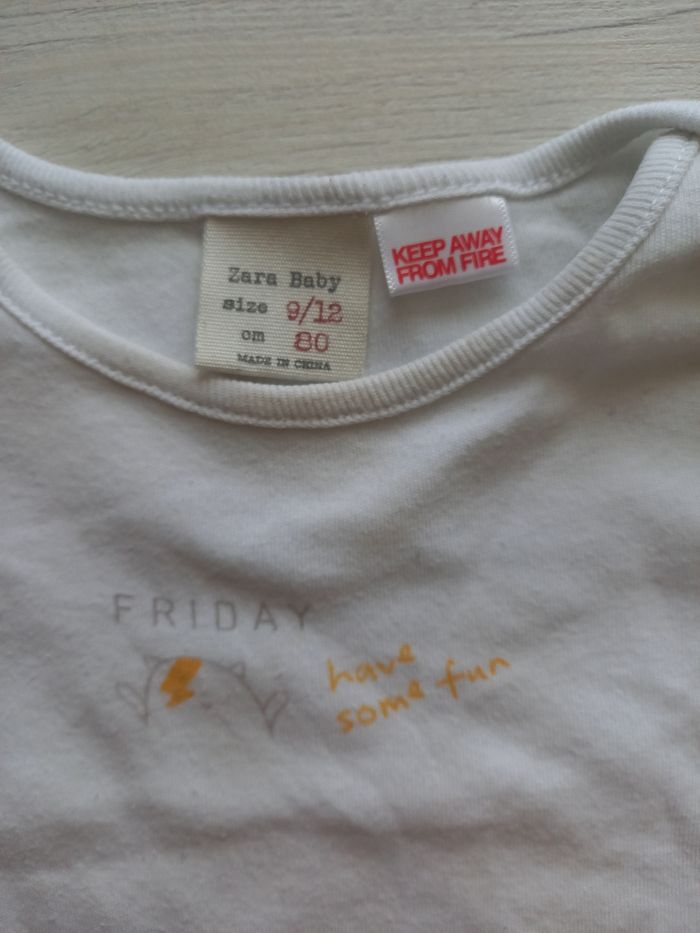 Zara Baby
size 9/12
cm 80
MADE IN CHINA
KEEP AWAY
FROM FIRE
FRIDAY
have
some fun